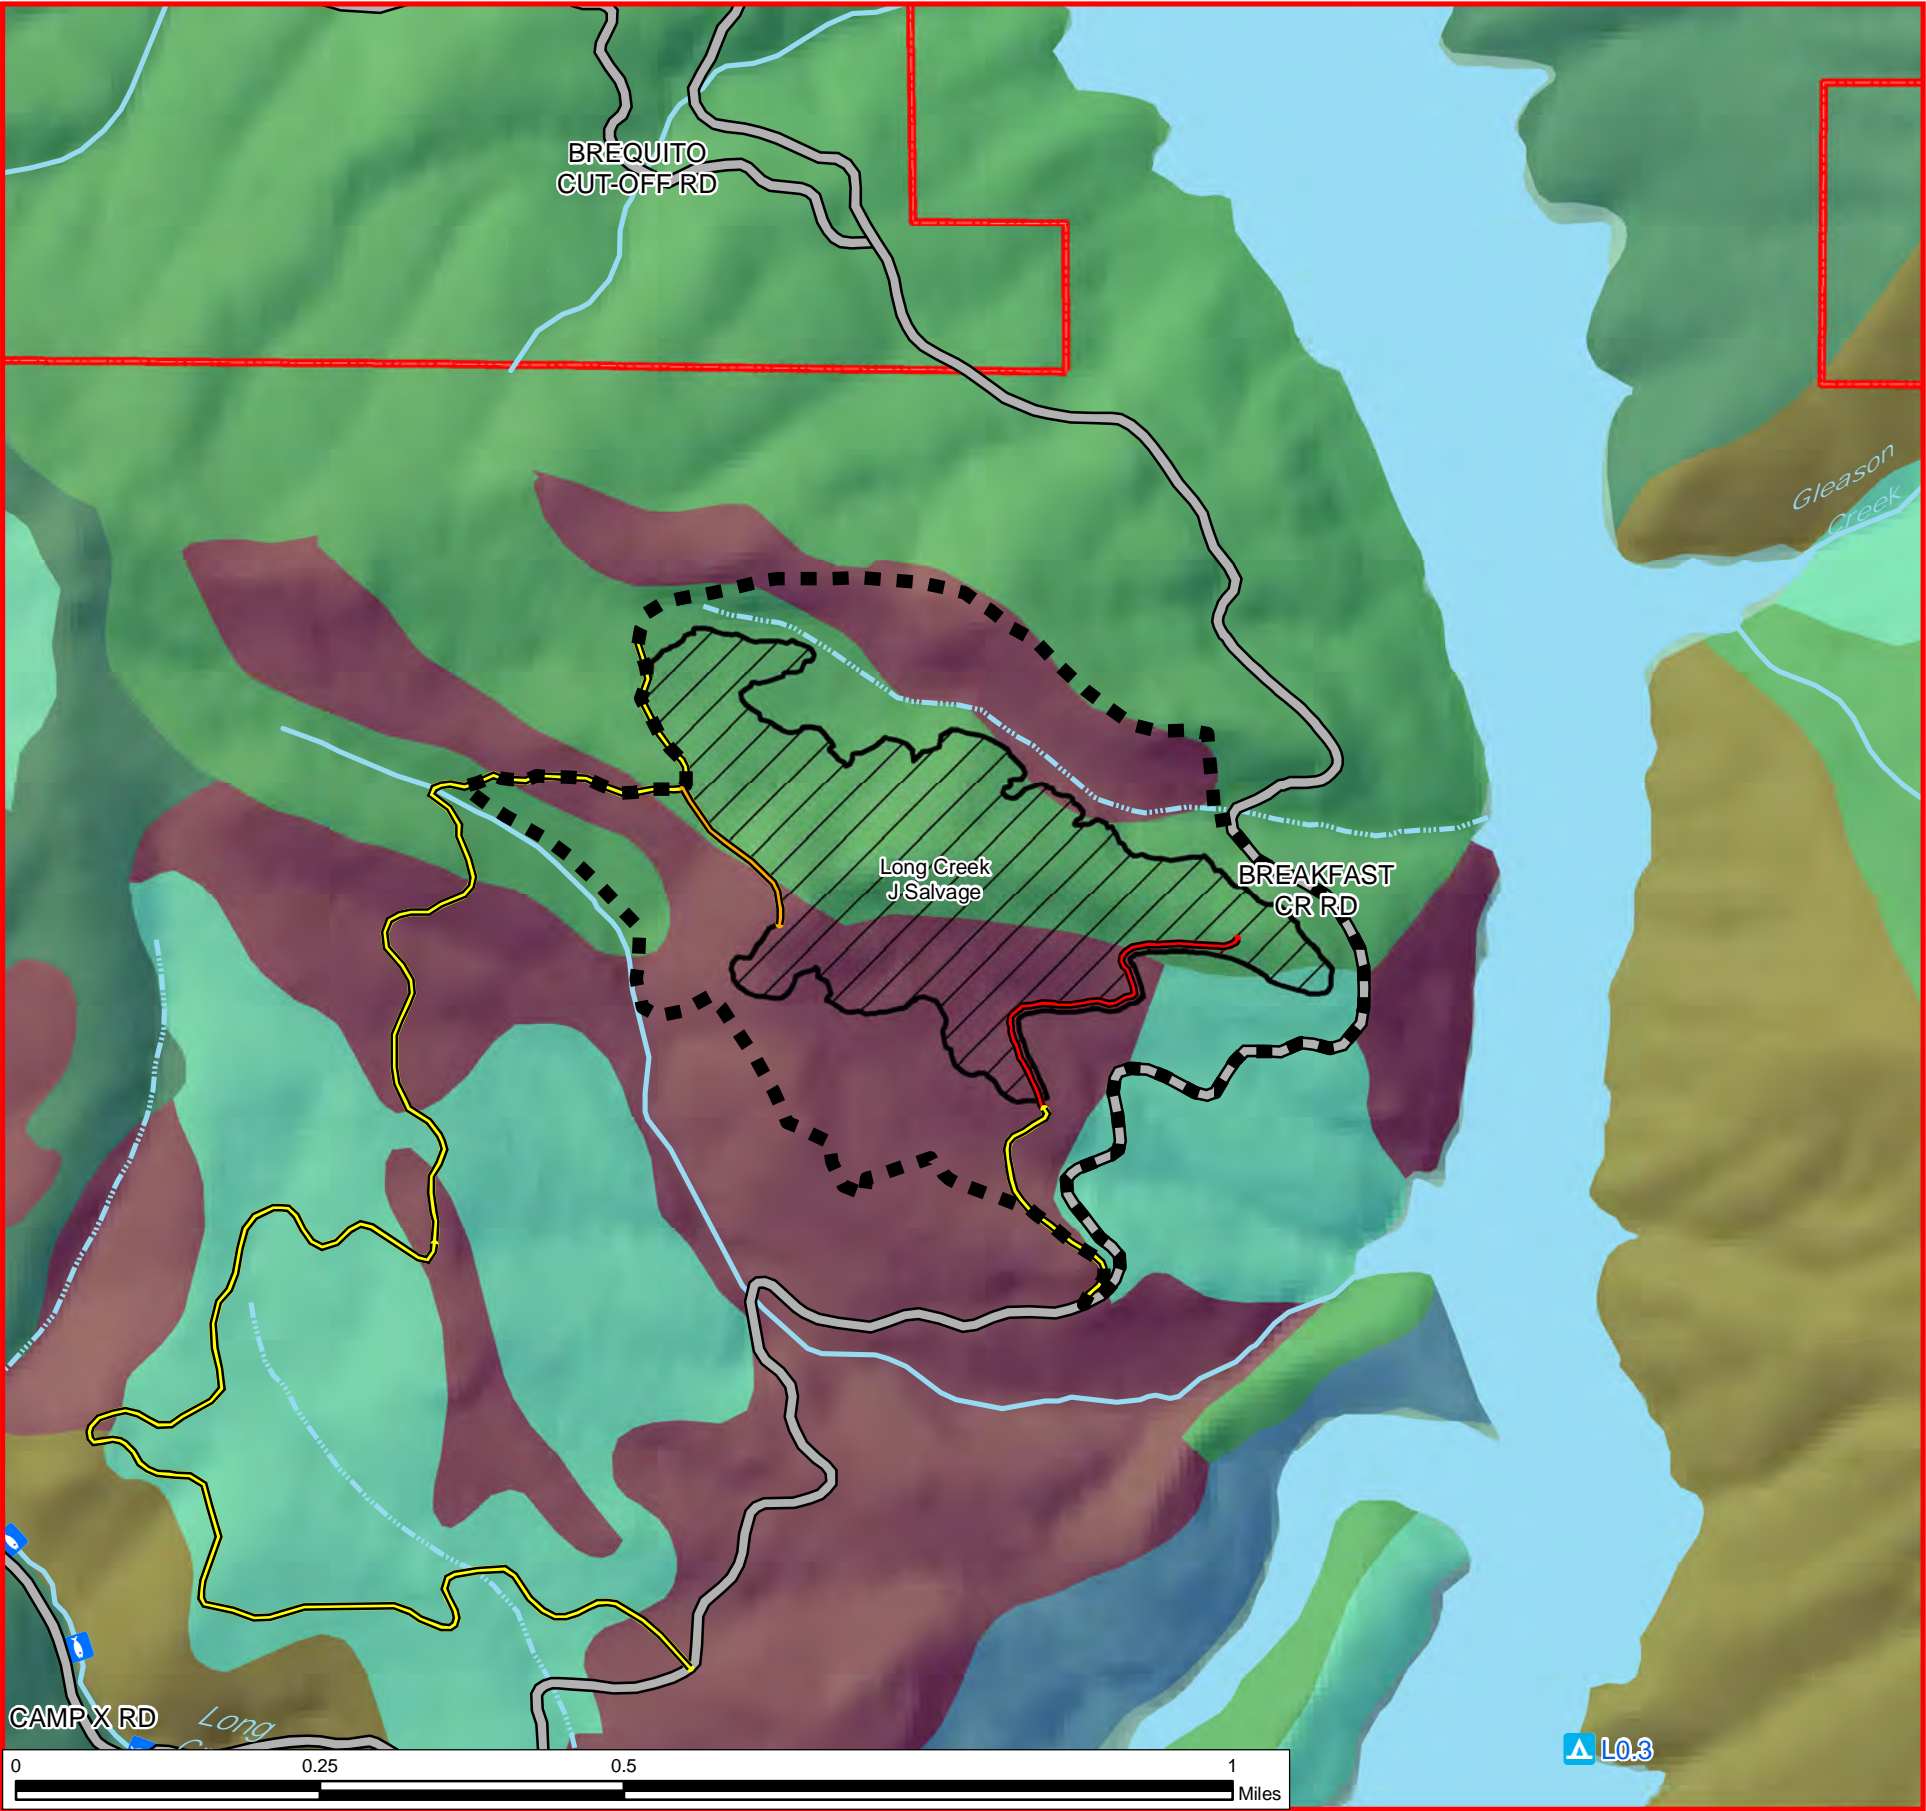 BREQUITO
CUT-OFF RD
Gleason
Creek
Long Creek
J Salvage
BREAKFAST
CR RD
CAMP X RD
Long
L0.3
0
0.25
0.5
1
Miles